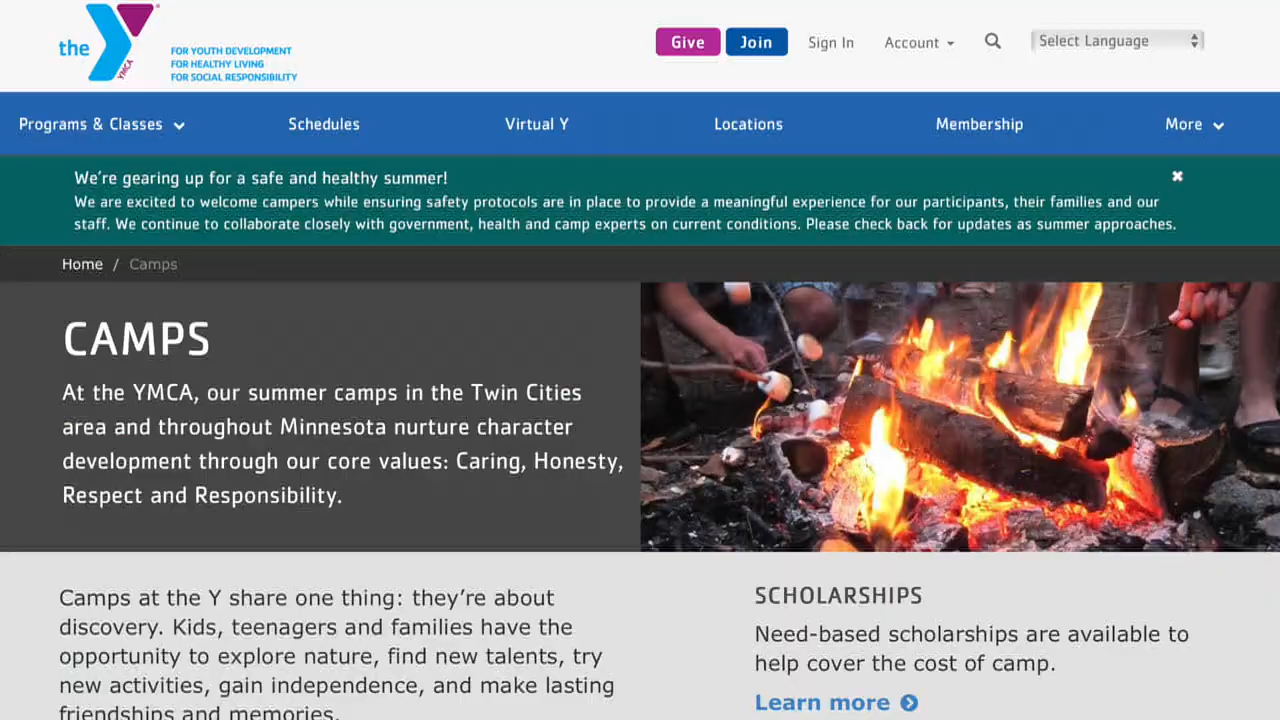 the
YMCA
FOR YOUTH DEVELOPMENT
FOR HEALTHY LIVING
FOR SOCIAL RESPONSIBILITY
Give Join Sign In Account Select Language
Programs & Classes Schedules Virtual Y Locations Membership More
We're gearing up for a safe and healthy summer!
We are excited to welcome campers while ensuring safety protocols are in place to provide a meaningful experience for our participants, their families and our
staff. We continue to collaborate closely with government, health and camp experts on current conditions. Please check back for updates as summer approaches.
Home / Camps
CAMPS
At the YMCA, our summer camps in the Twin Cities
area and throughout Minnesota nurture character
development through our core values: Caring, Honesty,
Respect and Responsibility.
Camps at the Y share one thing: they’re about
discovery. Kids, teenagers and families have the
opportunity to explore nature, find new talents, try
new activities, gain independence, and make lasting
friendships and memories.
SCHOLARSHIPS
Need-based scholarships are available to
help cover the cost of camp.
Learn more